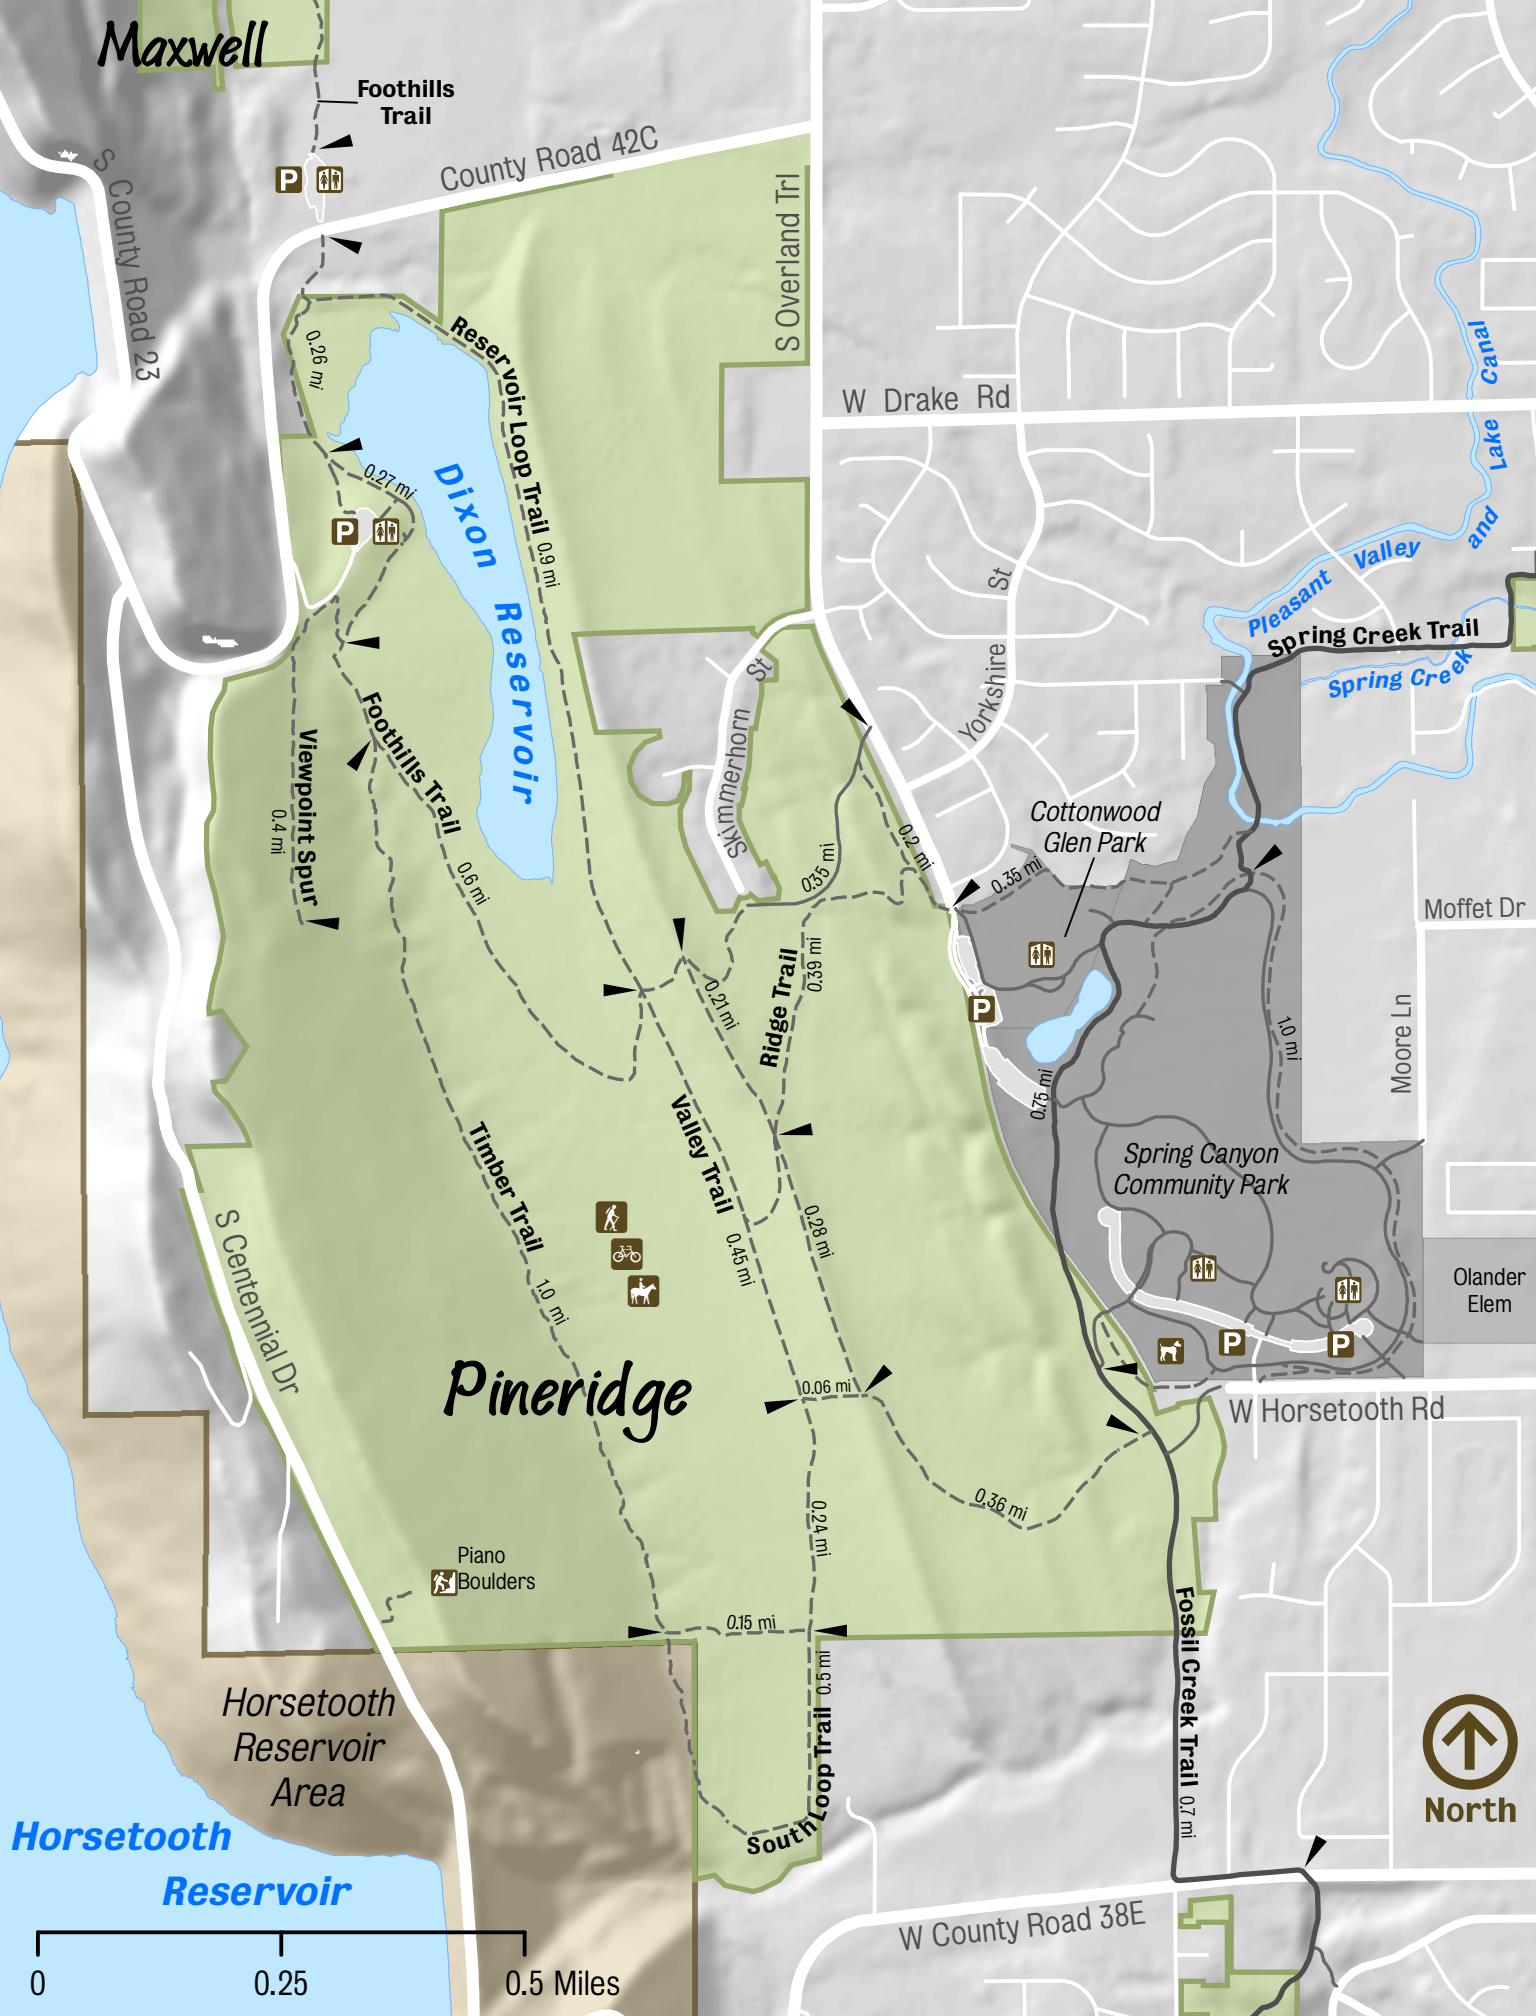 Maxwell
Foothills
Trail
P
County Road 42C
S County Road 23
S Overland Trl
0.26 mi
Reservoir Loop Trail 0.9 mi
W Drake Rd
Pleasant Valley and Lake Canal
0.27 mi
P
Dixon Reservoir
Yorkshire St
Spring Creek Trail
Spring Creek
Skimmerhorn St
Foothills Trail
0.6 mi
Viewpoint Spur
0.4 mi
Cottonwood
Glen Park
0.2 mi
0.35 mi
0.35 mi
Moffet Dr
Ridge Trail
0.39 mi
0.21 mi
P
1.0 mi
Moore Ln
0.75 mi
Valley Trail
0.45 mi
Timber Trail
1.0 mi
Spring Canyon
Community Park
S Centennial Dr
0.28 mi
Olander
Elem
P
P
Pineridge
0.06 mi
W Horsetooth Rd
0.36 mi
0.24 mi
Piano
Boulders
0.15 mi
Fossil Creek Trail 0.7 mi
South Loop Trail 0.5 mi
Horsetooth
Reservoir
Area
North
Horsetooth
Reservoir
W County Road 38E
0 0.25 0.5 Miles